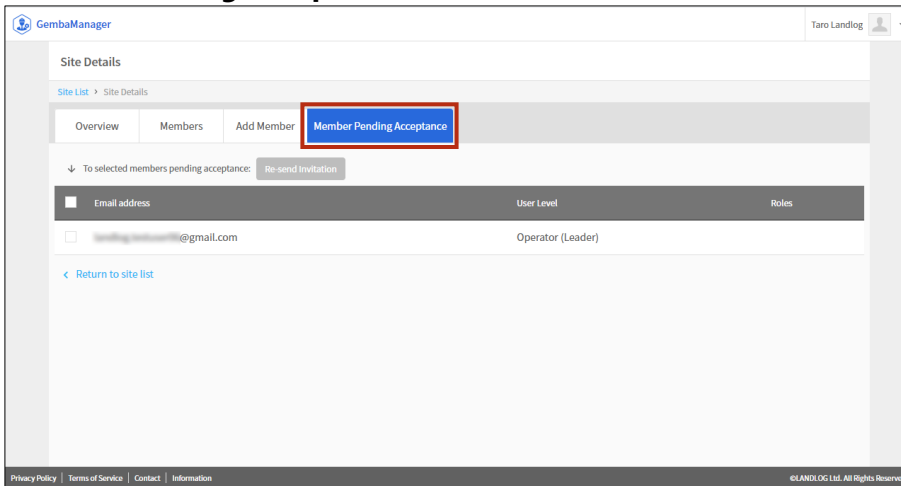 GembaManager
Taro Landlog
Site Details
Site List > Site Details
Overview
Members
Add Member
Member Pending Acceptance
↓ To selected members pending acceptance:
Re-send Invitation
Email address
User Level
Roles
@gmail.com
Operator (Leader)
< Return to site list
Privacy Policy | Terms of Service | Contact | Information
©LANDLOG Ltd. All Rights Reserve